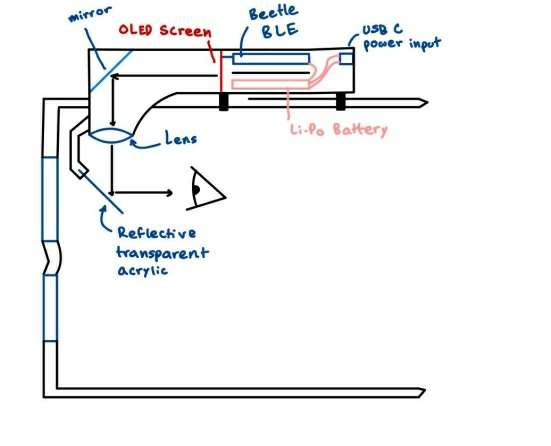 mirror
OLED Screen
Beetle
BLE
USB C
power input
Li-Po Battery
Lens
Reflective
transparent
acrylic